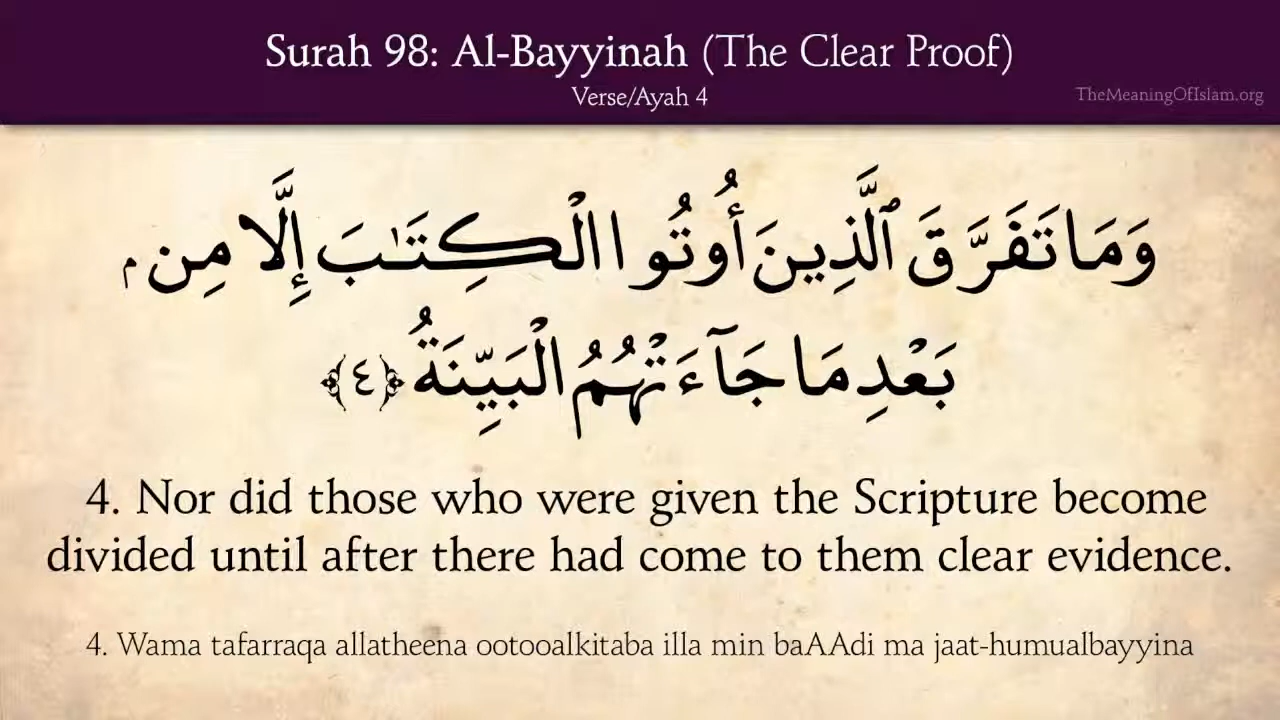 Surah 98: Al-Bayyinah (The Clear Proof)
Verse/Ayah 4
TheMeaningOfIslam.org
وَمَا تَفَرَّقَ ٱلَّذِينَ أُوتُوا الْكِتَٰبَ إِلَّا مِن م
بَعْدِ مَا جَآءَتْهُمُ الْبَيِّنَةُ ﴿٤﴾
4. Nor did those who were given the Scripture become
divided until after there had come to them clear evidence.
4. Wama tafarraqa allatheena ootooalkitaba illa min baAAdi ma jaat-humualbayyina